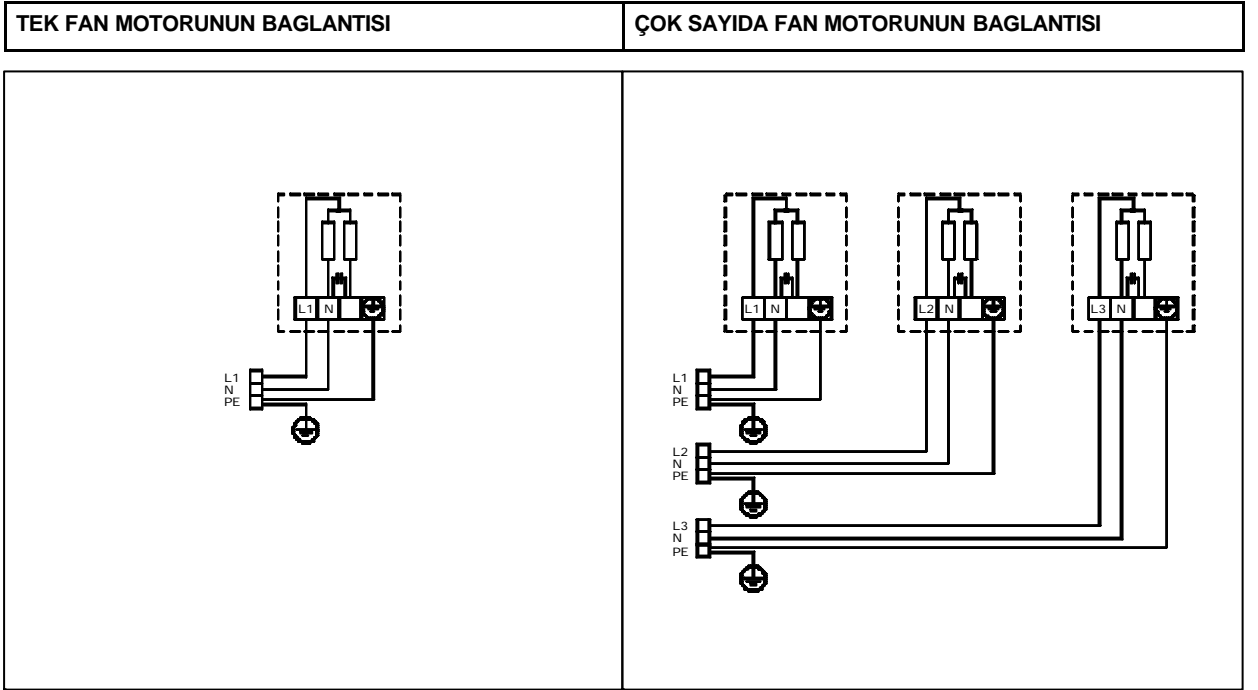 TEK FAN MOTORUNUN BAGLANTISI
ÇOK SAYIDA FAN MOTORUNUN BAGLANTISI
L1 N
L1
N
PE
L1 N
L2 N
L3 N
L1
N
PE
L2
N
PE
L3
N
PE